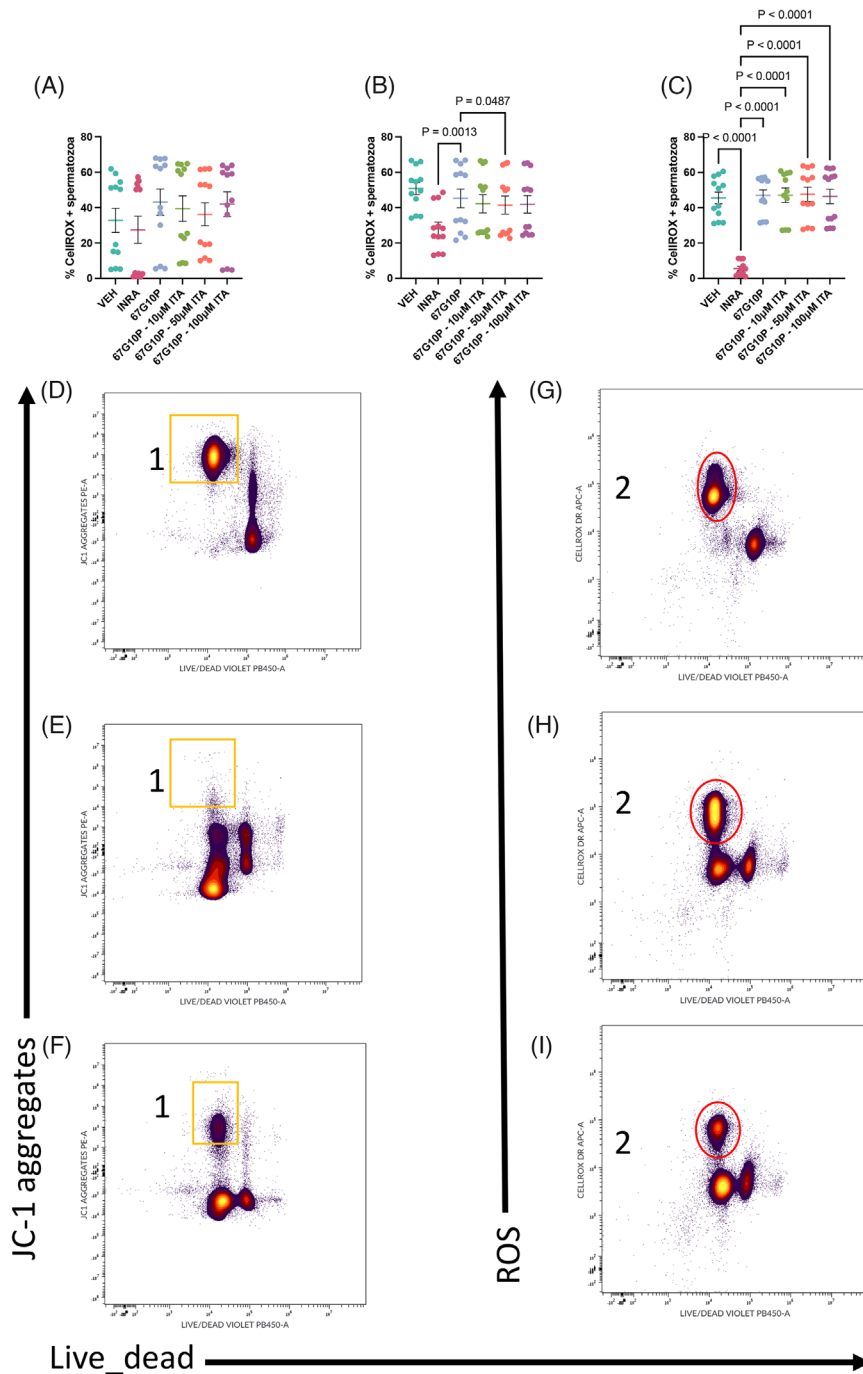 (A)
% CellROX + spermatozoa
80
60
40
20
0
VEH
INRA
67G10P
67G10P - 10µM ITA
67G10P - 50µM ITA
67G10P - 100µM ITA
(B)
P = 0.0487
P = 0.0013
% CellROX + spermatozoa
80
60
40
20
0
VEH
INRA
67G10P
67G10P - 10µM ITA
67G10P - 50µM ITA
67G10P - 100µM ITA
(C)
P < 0.0001
P < 0.0001
P < 0.0001
P < 0.0001
P < 0.0001
% CellROX + spermatozoa
80
60
40
20
0
VEH
INRA
67G10P
67G10P - 10µM ITA
67G10P - 50µM ITA
67G10P - 100µM ITA
(D)
1
JC1 AGGREGATES PE-A
LIVE/DEAD VIOLET PB450-A
(G)
2
CELLROX DR APC-A
LIVE/DEAD VIOLET PB450-A
(E)
1
JC1 AGGREGATES PE-A
LIVE/DEAD VIOLET PB450-A
(H)
2
CELLROX DR APC-A
LIVE/DEAD VIOLET PB450-A
(F)
1
JC1 AGGREGATES PE-A
LIVE/DEAD VIOLET PB450-A
(I)
2
CELLROX DR APC-A
LIVE/DEAD VIOLET PB450-A
JC-1 aggregates
ROS
Live_dead